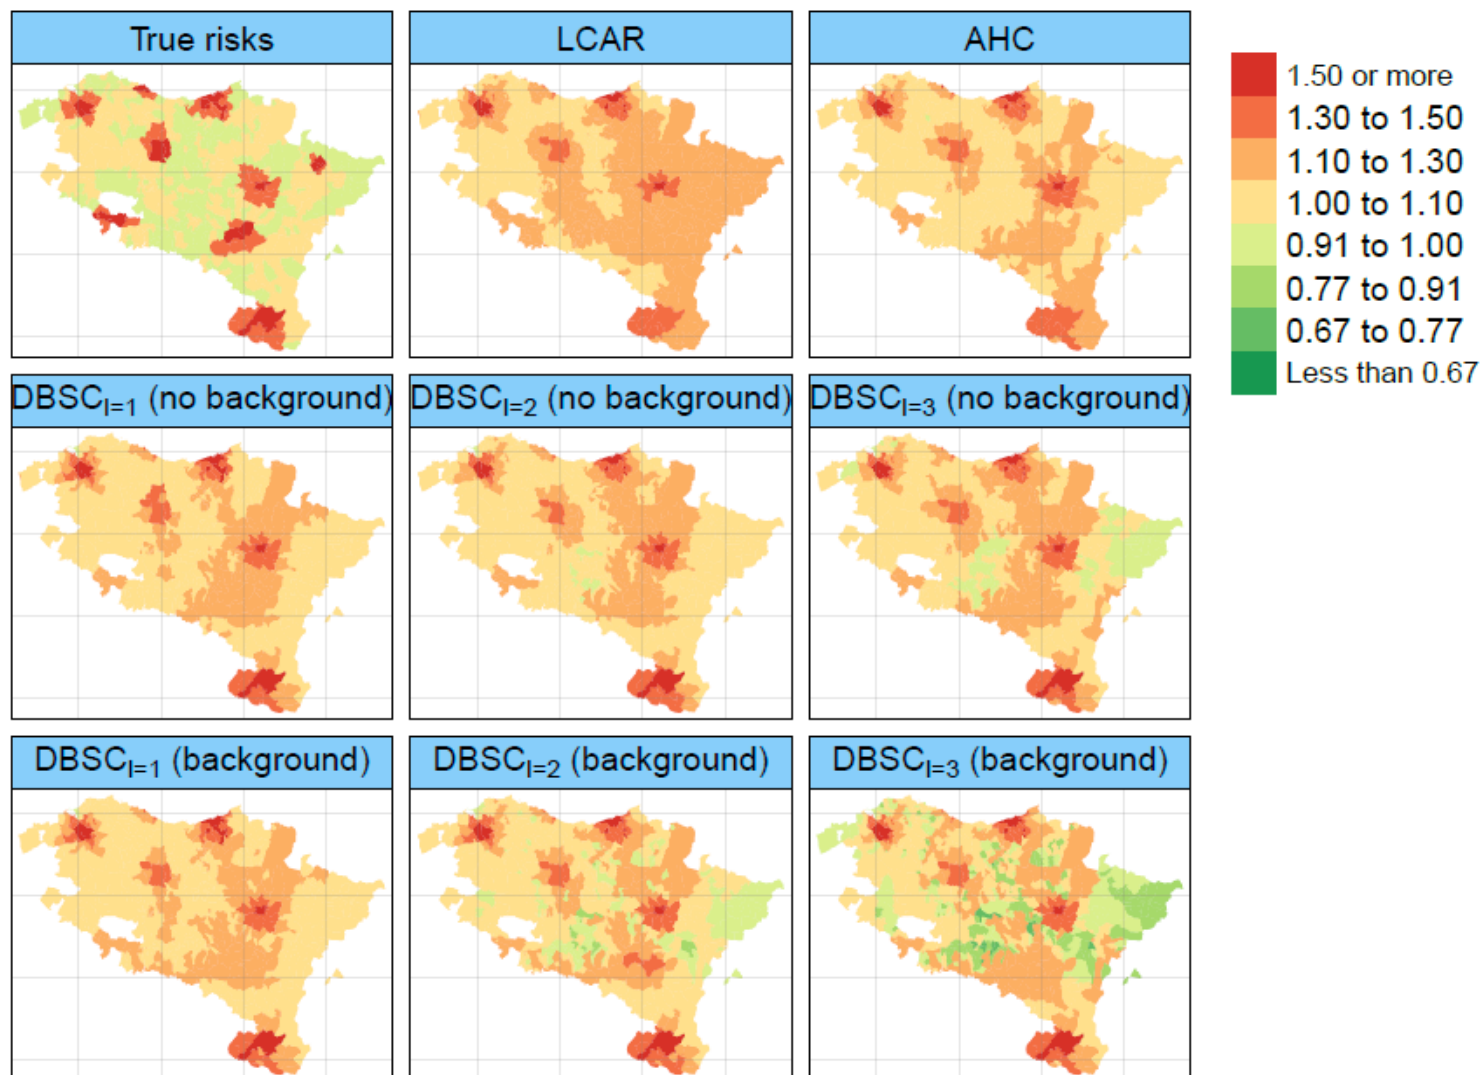 True risks
LCAR
AHC
1.50 or more
1.30 to 1.50
1.10 to 1.30
1.00 to 1.10
0.91 to 1.00
0.77 to 0.91
0.67 to 0.77
Less than 0.67
DBSCl=1 (no background)
DBSCl=2 (no background)
DBSCl=3 (no background)
DBSCl=1 (background)
DBSCl=2 (background)
DBSCl=3 (background)